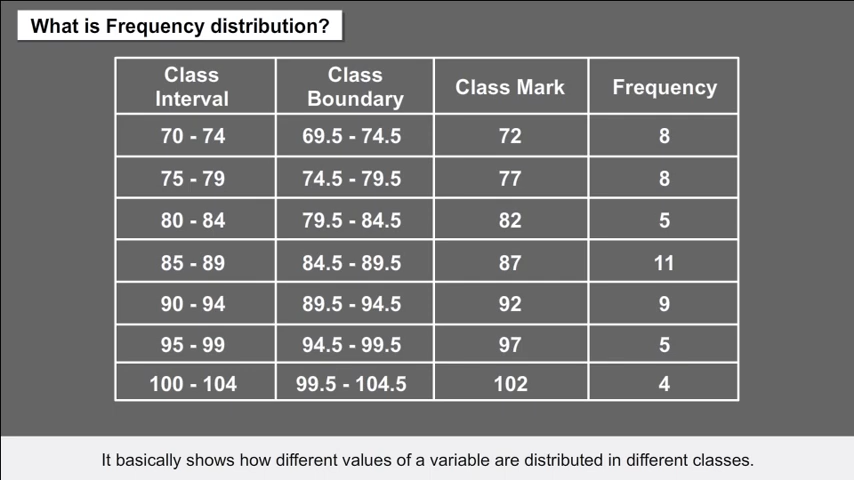 What is Frequency distribution?
Class Interval Class Boundary Class Mark Frequency
70 - 74 69.5 - 74.5 72 8
75 - 79 74.5 - 79.5 77 8
80 - 84 79.5 - 84.5 82 5
85 - 89 84.5 - 89.5 87 11
90 - 94 89.5 - 94.5 92 9
95 - 99 94.5 - 99.5 97 5
100 - 104 99.5 - 104.5 102 4
It basically shows how different values of a variable are distributed in different classes.